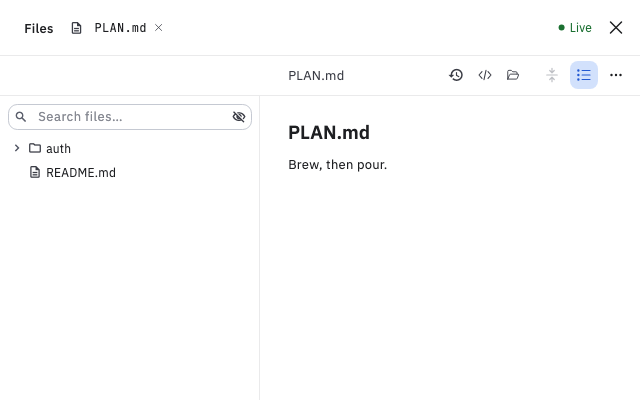 Files
PLAN.md
Live
PLAN.md
Search files...
auth
README.md
PLAN.md
Brew, then pour.